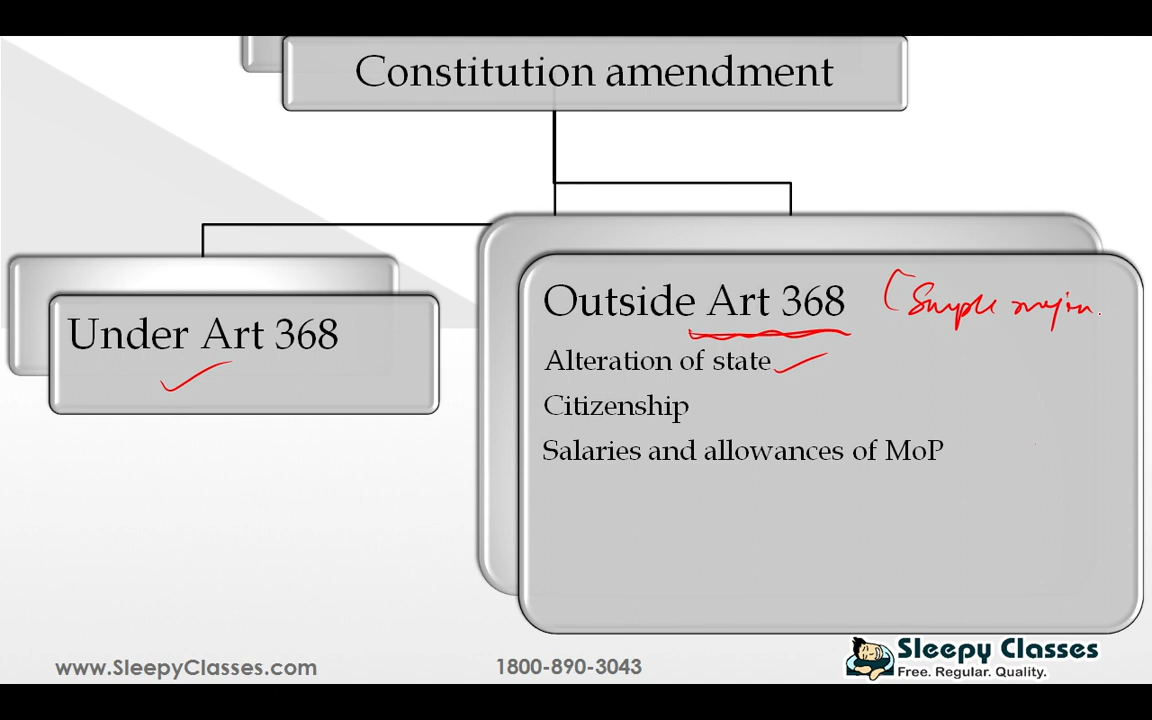 Constitution amendment
Under Art 368
Outside Art 368 (Simple major.
Alteration of state
Citizenship
Salaries and allowances of MoP
www.SleepyClasses.com
1800-890-3043
Sleepy Classes
Free. Regular. Quality.